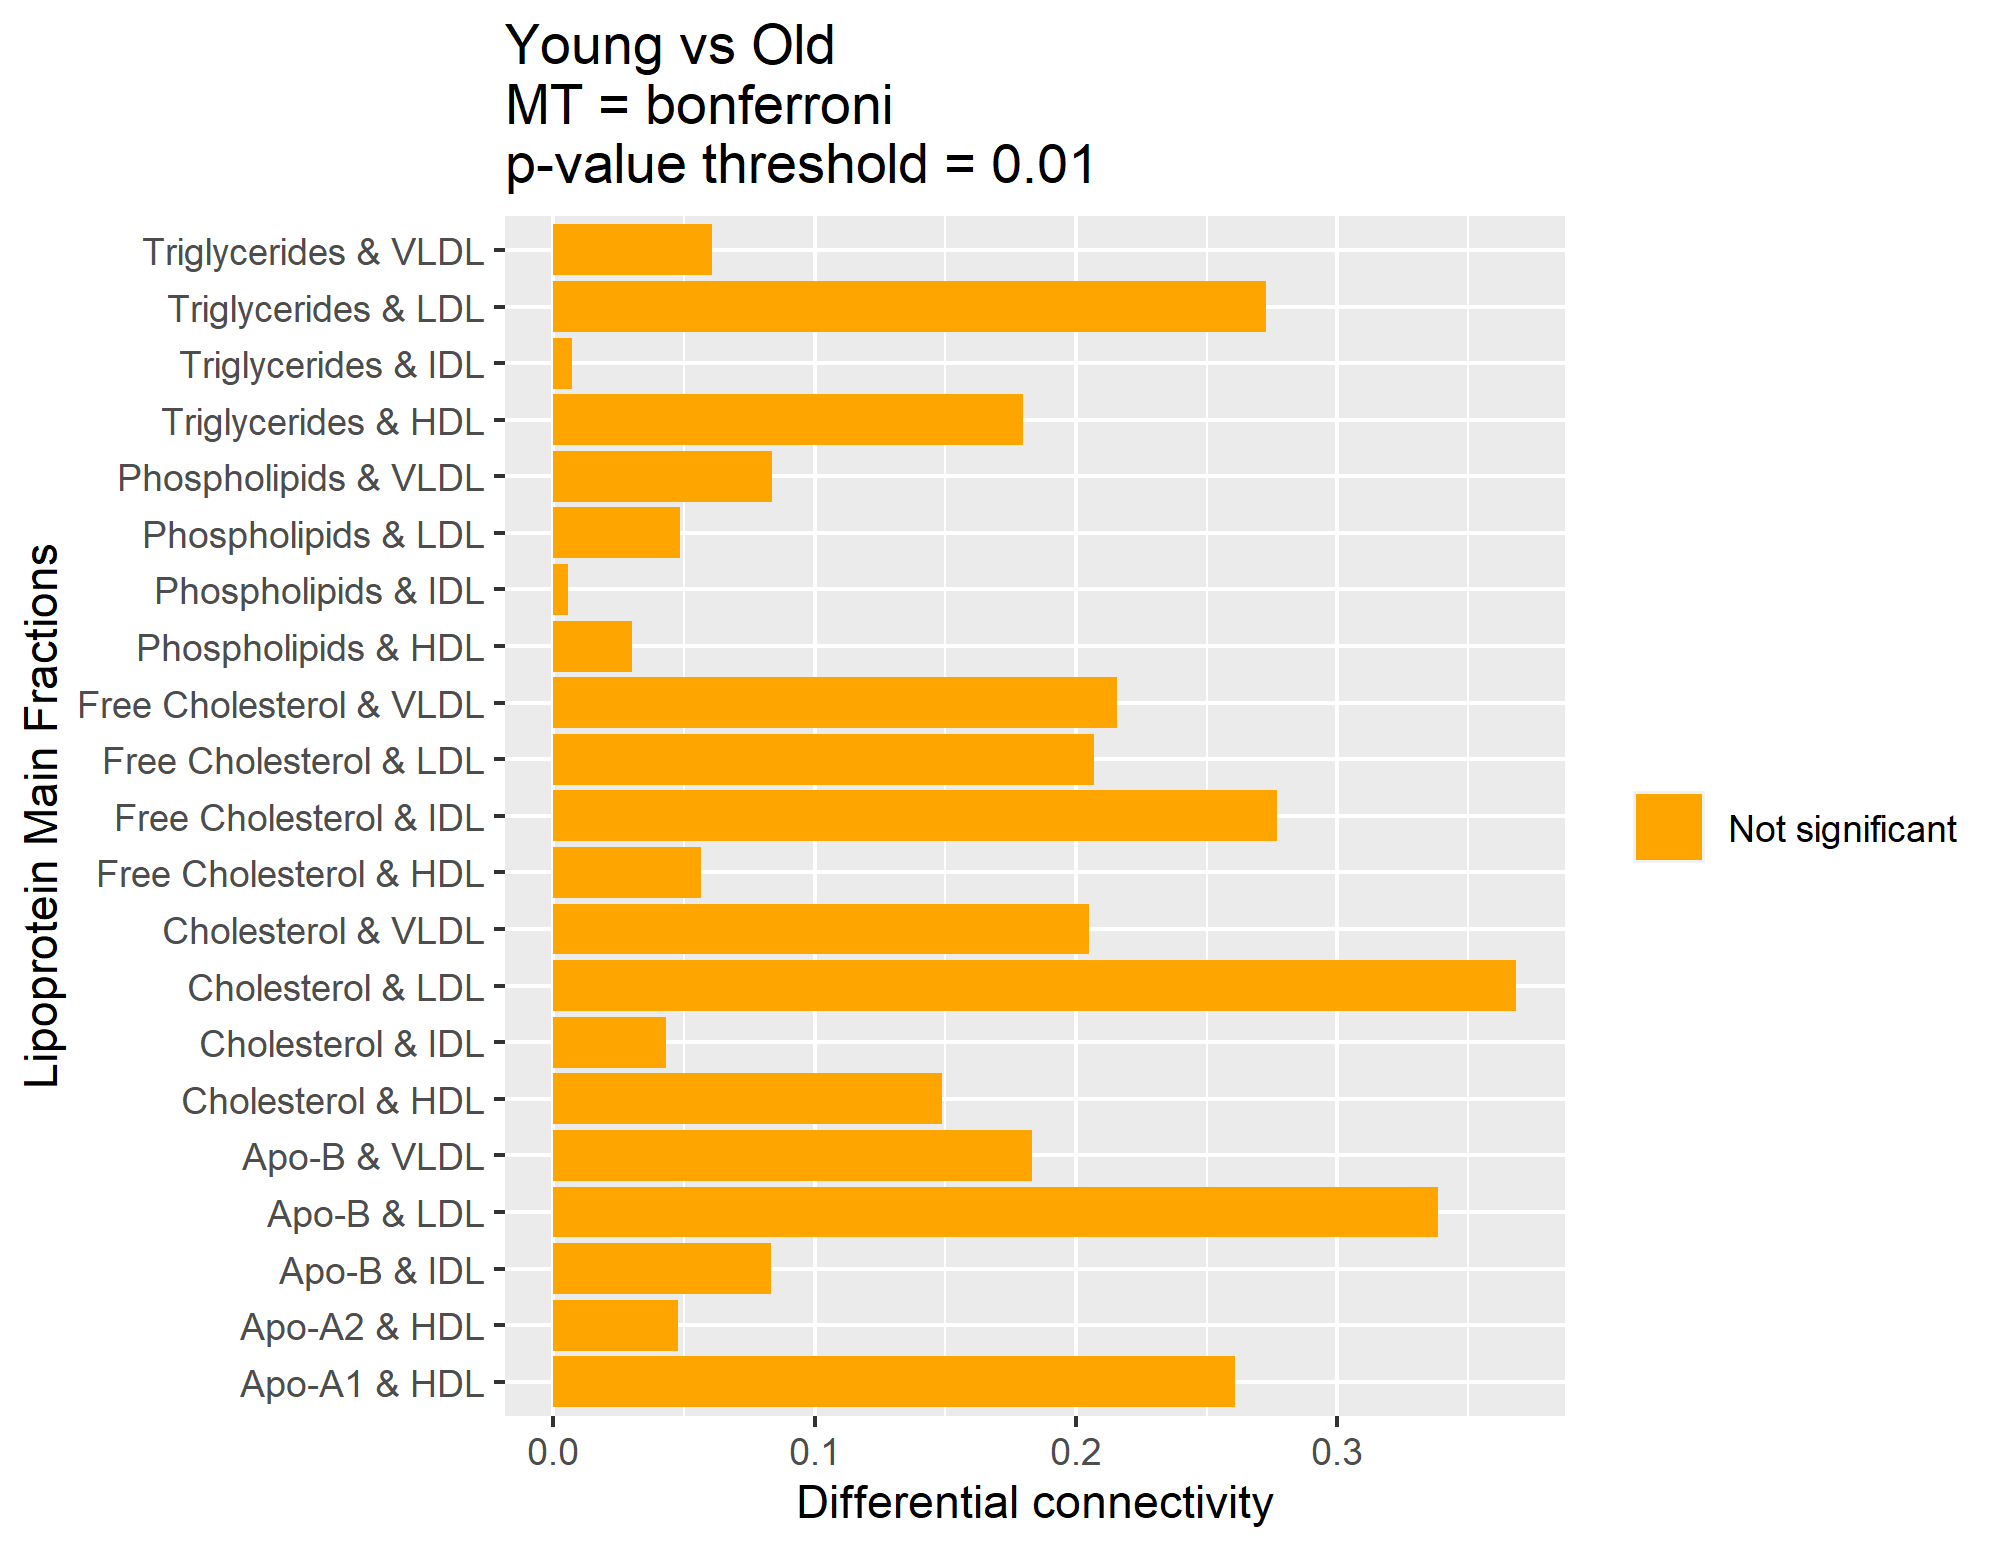 Young vs Old
MT = bonferroni
p-value threshold = 0.01
Lipoprotein Main Fractions
Triglycerides & VLDL
Triglycerides & LDL
Triglycerides & IDL
Triglycerides & HDL
Phospholipids & VLDL
Phospholipids & LDL
Phospholipids & IDL
Phospholipids & HDL
Free Cholesterol & VLDL
Free Cholesterol & LDL
Free Cholesterol & IDL
Free Cholesterol & HDL
Cholesterol & VLDL
Cholesterol & LDL
Cholesterol & IDL
Cholesterol & HDL
Apo-B & VLDL
Apo-B & LDL
Apo-B & IDL
Apo-A2 & HDL
Apo-A1 & HDL
0.0 0.1 0.2 0.3
Differential connectivity
Not significant